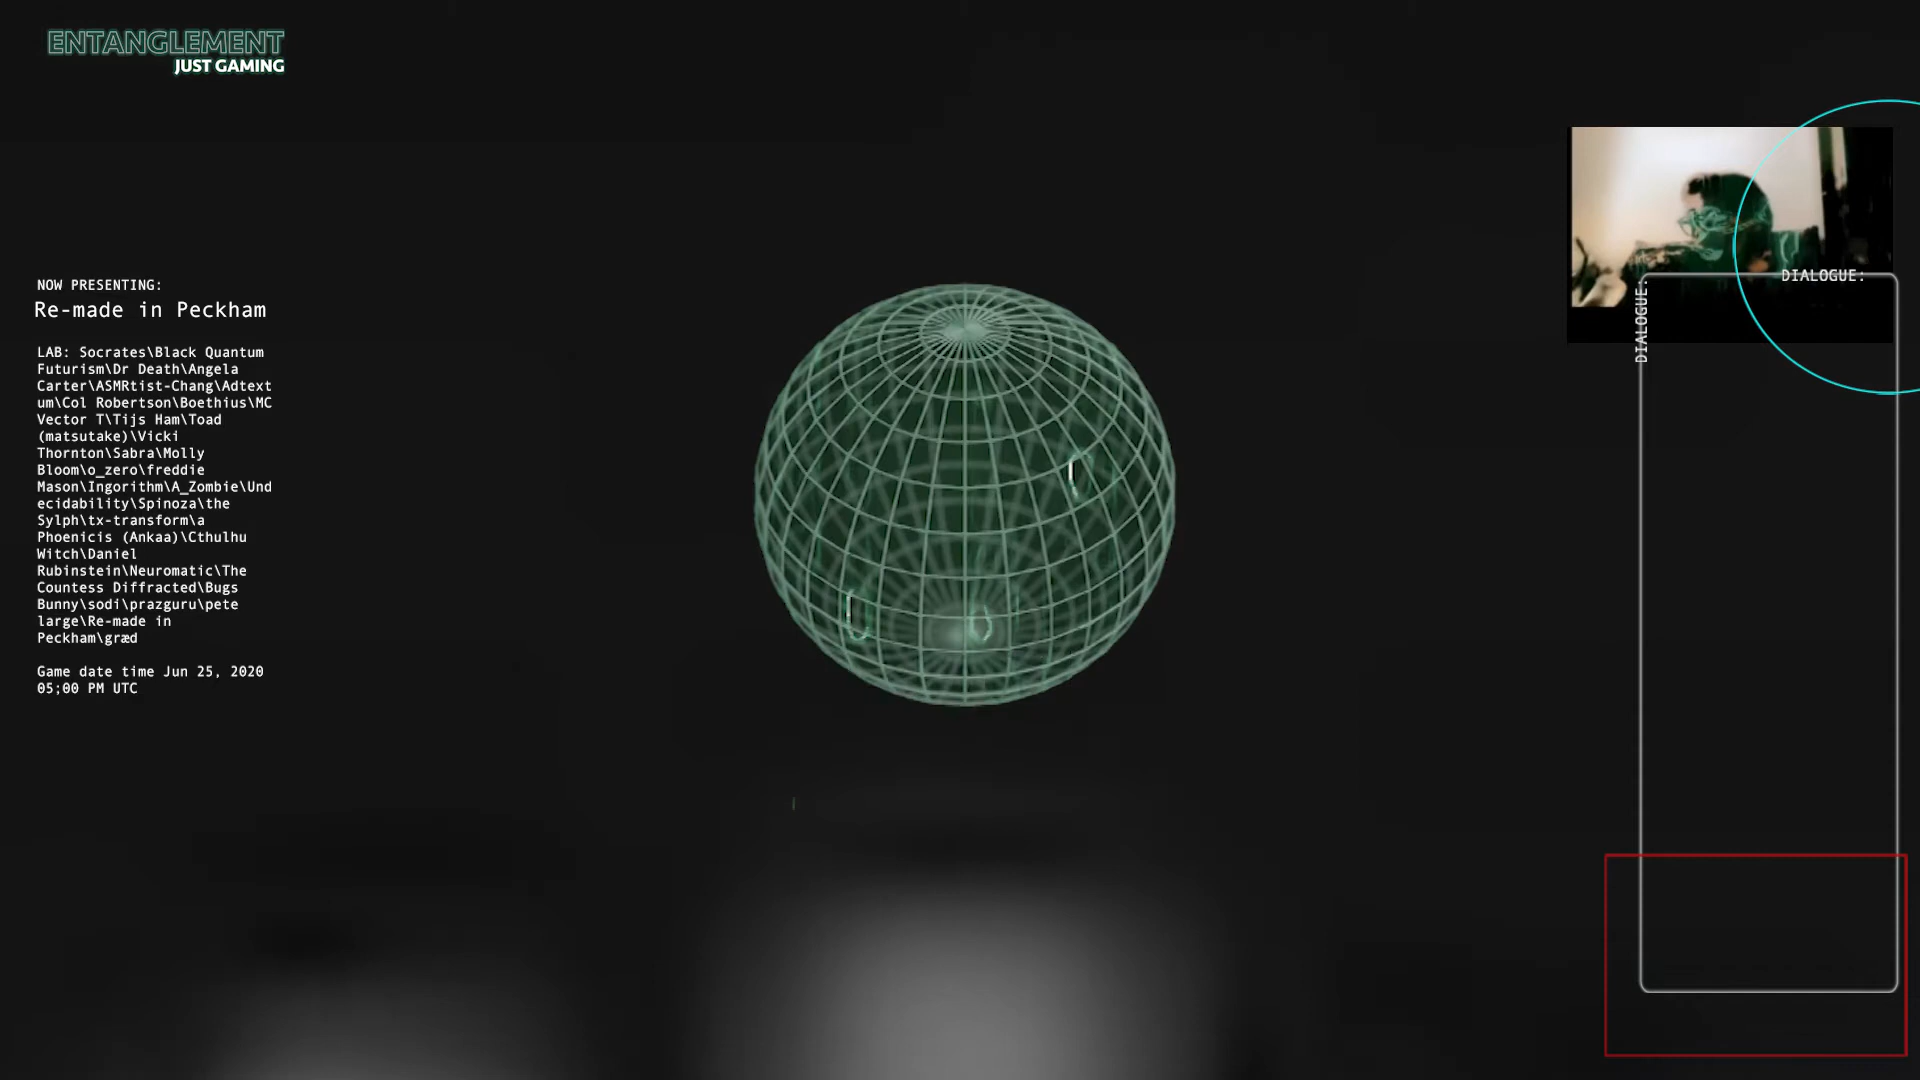 ENTANGLEMENT
JUST GAMING
NOW PRESENTING:
Re-made in Peckham
LAB: Socrates\Black Quantum
Futurism\Dr Death\Angela
Carter\ASMRtist-Chang\Adtext
um\Col Robertson\Boethius\MC
Vector T\Tijs Ham\Toad
(matsutake)\Vicki
Thornton\Sabra\Molly
Bloom\o_zero\freddie
Mason\Ingorithm\A_Zombie\Und
ecidability\Spinoza\the
Sylph\tx-transform\a
Phoenicis (Ankaa)\Cthulhu
Witch\Daniel
Rubinstein\Neuromatic\The
Countess Diffracted\Bugs
Bunny\sodi\prazguru\pete
large\Re-made in
Peckham\græd
Game date time Jun 25, 2020
05;00 PM UTC
DIALOGUE:
DIALOGUE: